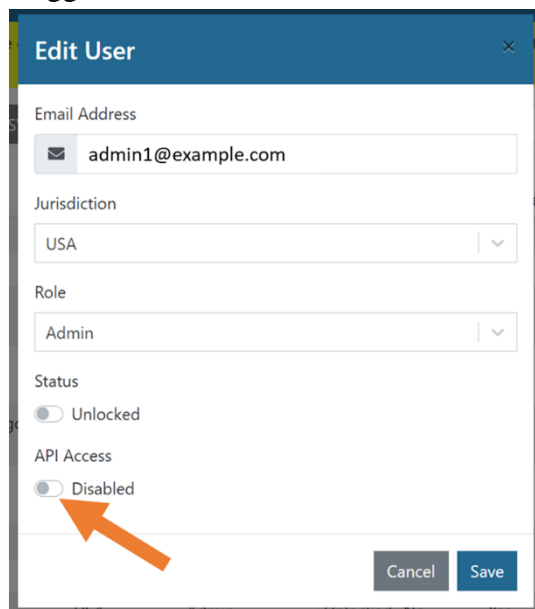 Edit User
×
Email Address
admin1@example.com
Jurisdiction
USA
Role
Admin
Status
Unlocked
API Access
Disabled
Cancel Save